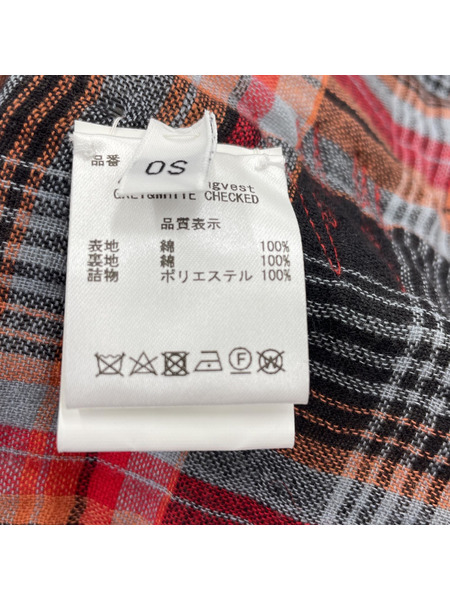 OS
品番
GREY&WHITE CHECKED
品質表示
表地 綿 100%
裏地 綿 100%
詰物 ポリエステル 100%